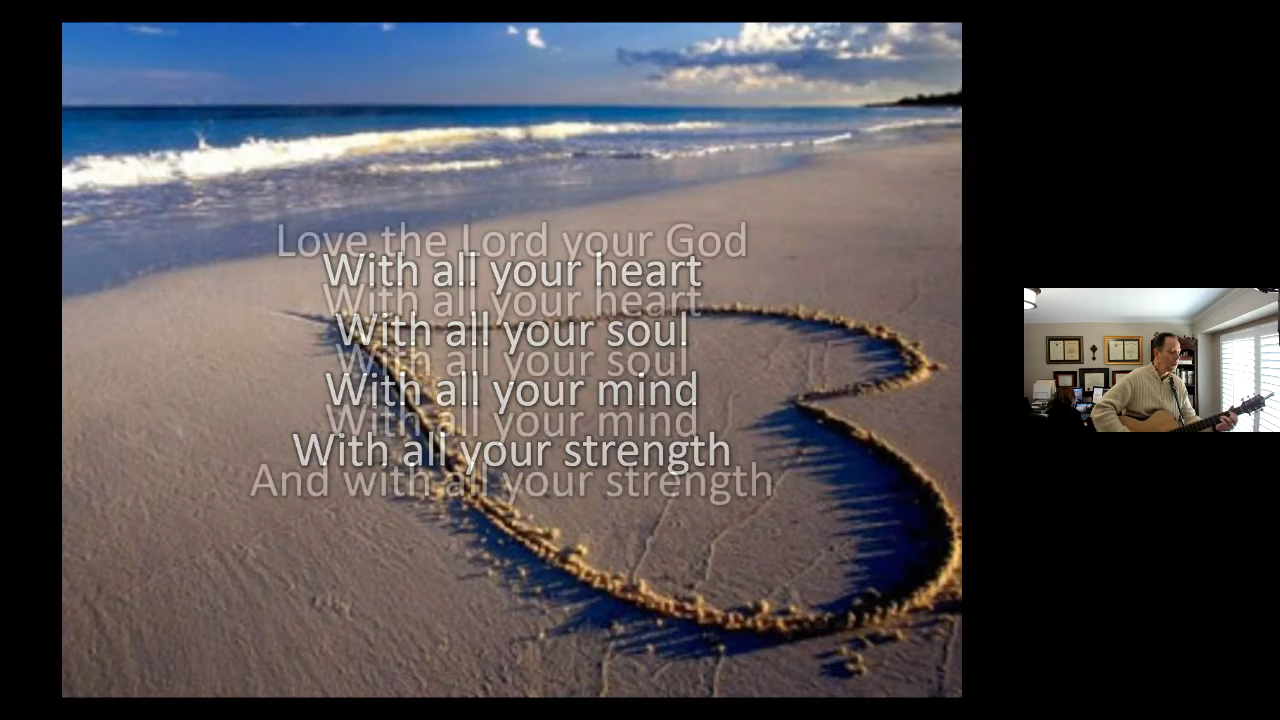 Love the Lord your God
With all your heart
With all your heart
With all your soul
With all your soul
With all your mind
With all your mind
With all your strength
And with all your strength